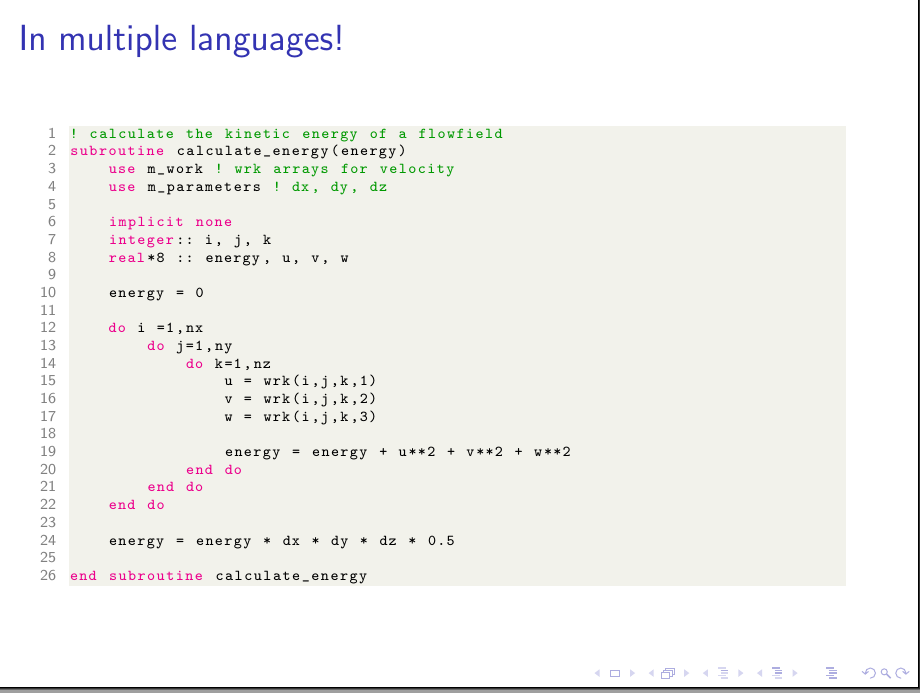 In multiple languages!
1 ! calculate the kinetic energy of a flowfield
2 subroutine calculate_energy(energy)
3     use m_work ! wrk arrays for velocity
4     use m_parameters ! dx, dy, dz
5
6     implicit none
7     integer:: i, j, k
8     real*8 :: energy, u, v, w
9
10     energy = 0
11
12     do i =1,nx
13         do j=1,ny
14             do k=1,nz
15                 u = wrk(i,j,k,1)
16                 v = wrk(i,j,k,2)
17                 w = wrk(i,j,k,3)
18
19                 energy = energy + u**2 + v**2 + w**2
20             end do
21         end do
22     end do
23
24     energy = energy * dx * dy * dz * 0.5
25
26 end subroutine calculate_energy